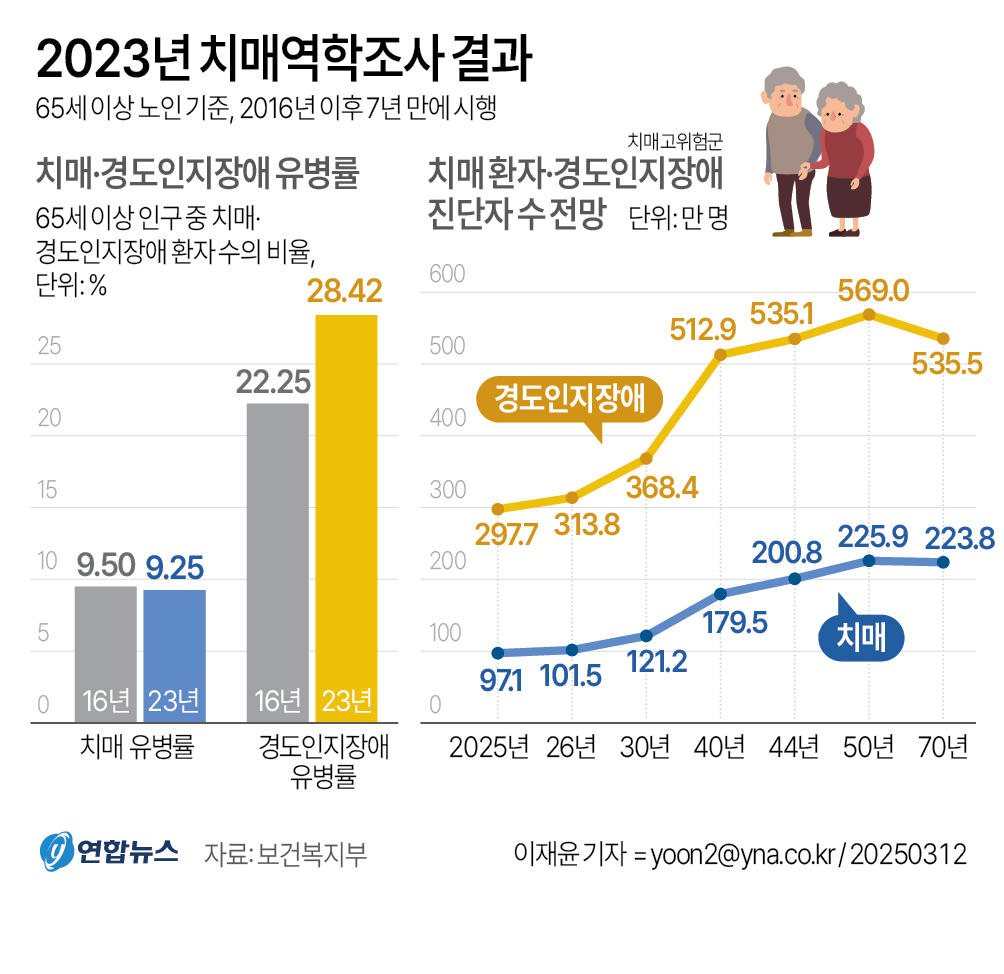 2023년 치매역학조사 결과
65세 이상 노인 기준, 2016년 이후 7년 만에 시행
치매·경도인지장애 유병률
65세 이상 인구 중 치매·
경도인지장애 환자 수의 비율,
단위: %
25
20
15
10
5
0
9.50
9.25
22.25
28.42
16년
23년
16년
23년
치매 유병률
경도인지장애
유병률
치매고위험군
치매 환자·경도인지장애
진단자 수 전망 단위: 만 명
600
500
400
300
200
100
0
경도인지장애
297.7
313.8
368.4
512.9
535.1
569.0
535.5
치매
97.1
101.5
121.2
179.5
200.8
225.9
223.8
2025년 26년 30년 40년 44년 50년 70년
y 연합뉴스 자료: 보건복지부
이재윤 기자 = yoon2@yna.co.kr / 20250312